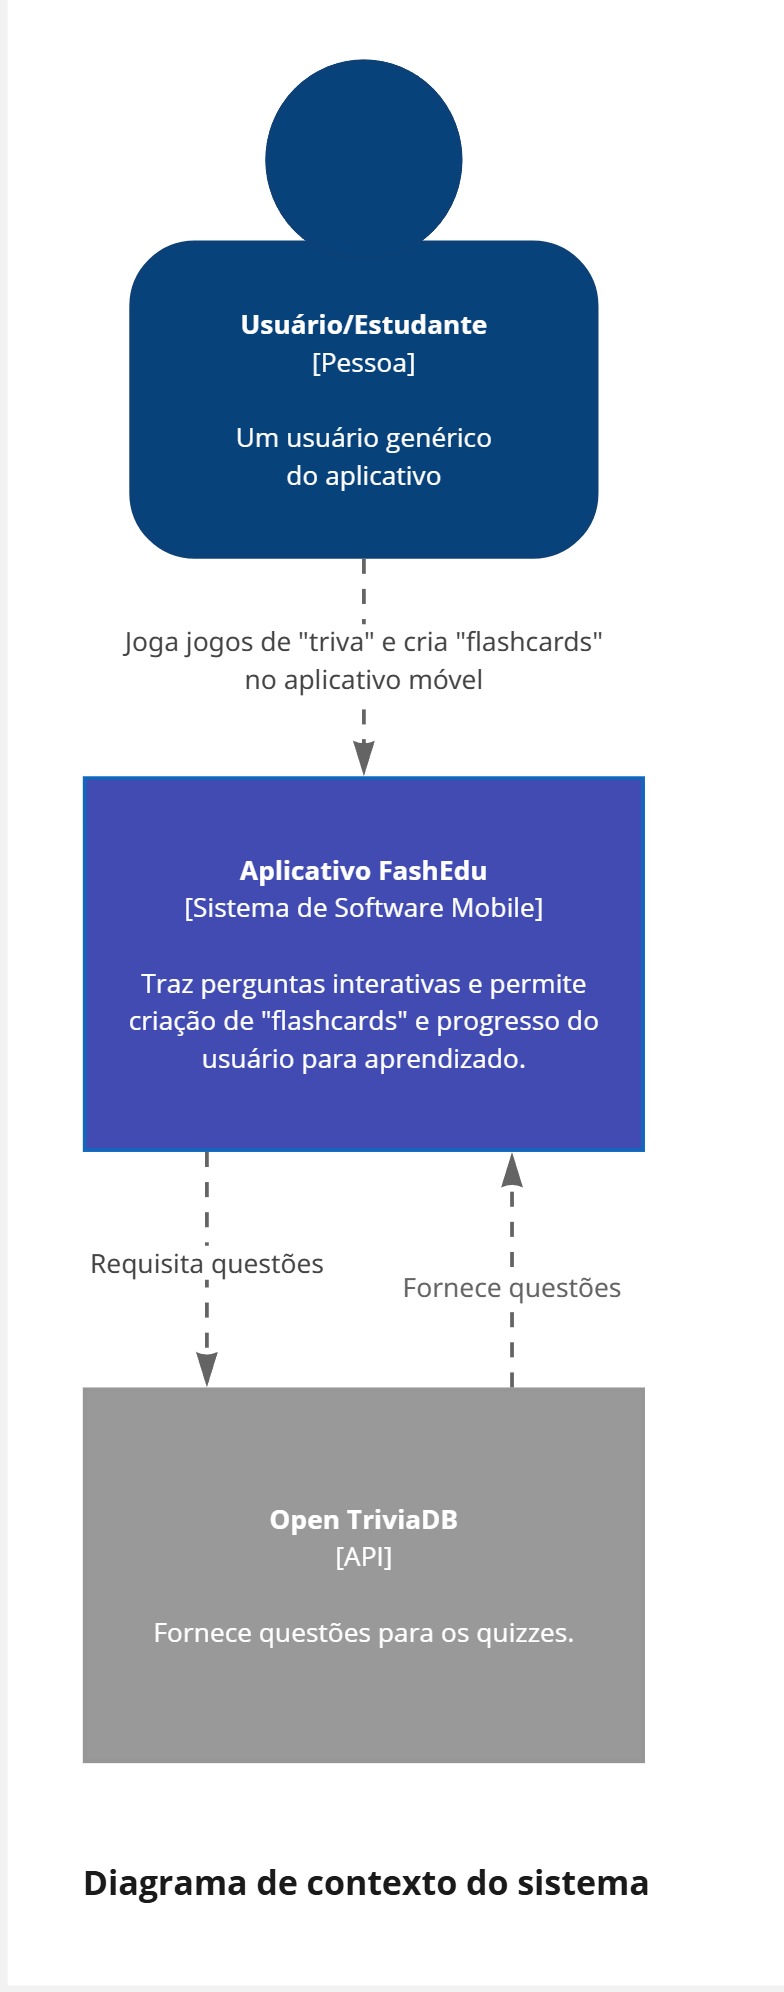 Usuário/Estudante
[Pessoa]
Um usuário genérico
do aplicativo
Joga jogos de "triva" e cria "flashcards"
no aplicativo móvel
Aplicativo FashEdu
[Sistema de Software Mobile]
Traz perguntas interativas e permite
criação de "flashcards" e progresso do
usuário para aprendizado.
Requisita questões
Fornece questões
Open TriviaDB
[API]
Fornece questões para os quizzes.
Diagrama de contexto do sistema